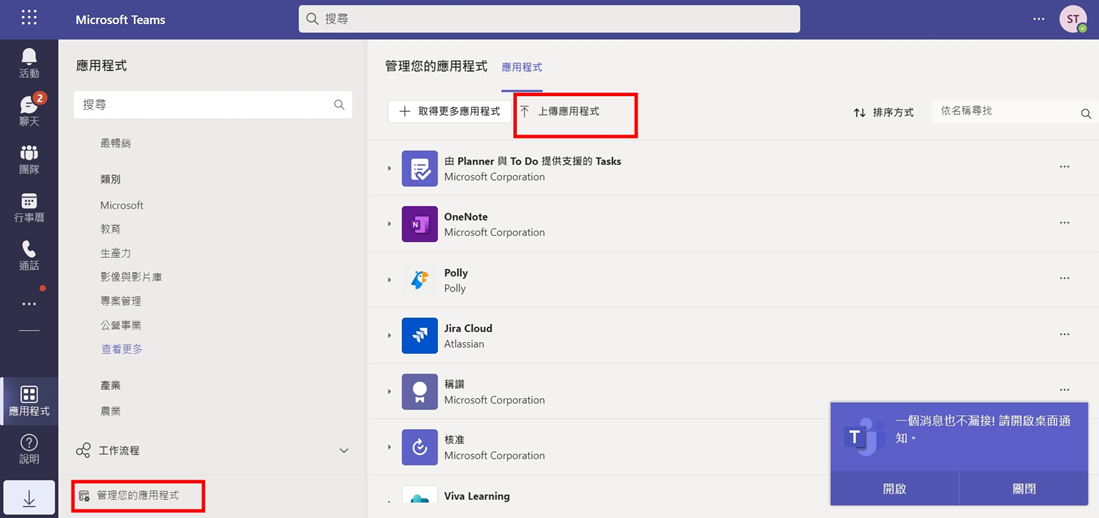 Microsoft Teams
搜尋
ST
活動
2
聊天
團隊
行事曆
通話
應用程式
說明
應用程式
搜尋
最暢銷
類別
Microsoft
教育
生產力
影像與影片庫
專案管理
公營事業
查看更多
產業
農業
工作流程
管理您的應用程式
管理您的應用程式 應用程式
取得更多應用程式 上傳應用程式 排序方式 依名稱尋找
由 Planner 與 To Do 提供支援的 Tasks
Microsoft Corporation
OneNote
Microsoft Corporation
Polly
Polly
Jira Cloud
Atlassian
稱讚
Microsoft Corporation
核准
Microsoft Corporation
Viva Learning
一個消息也不漏接! 請開啟桌面通
知。
開啟 關閉